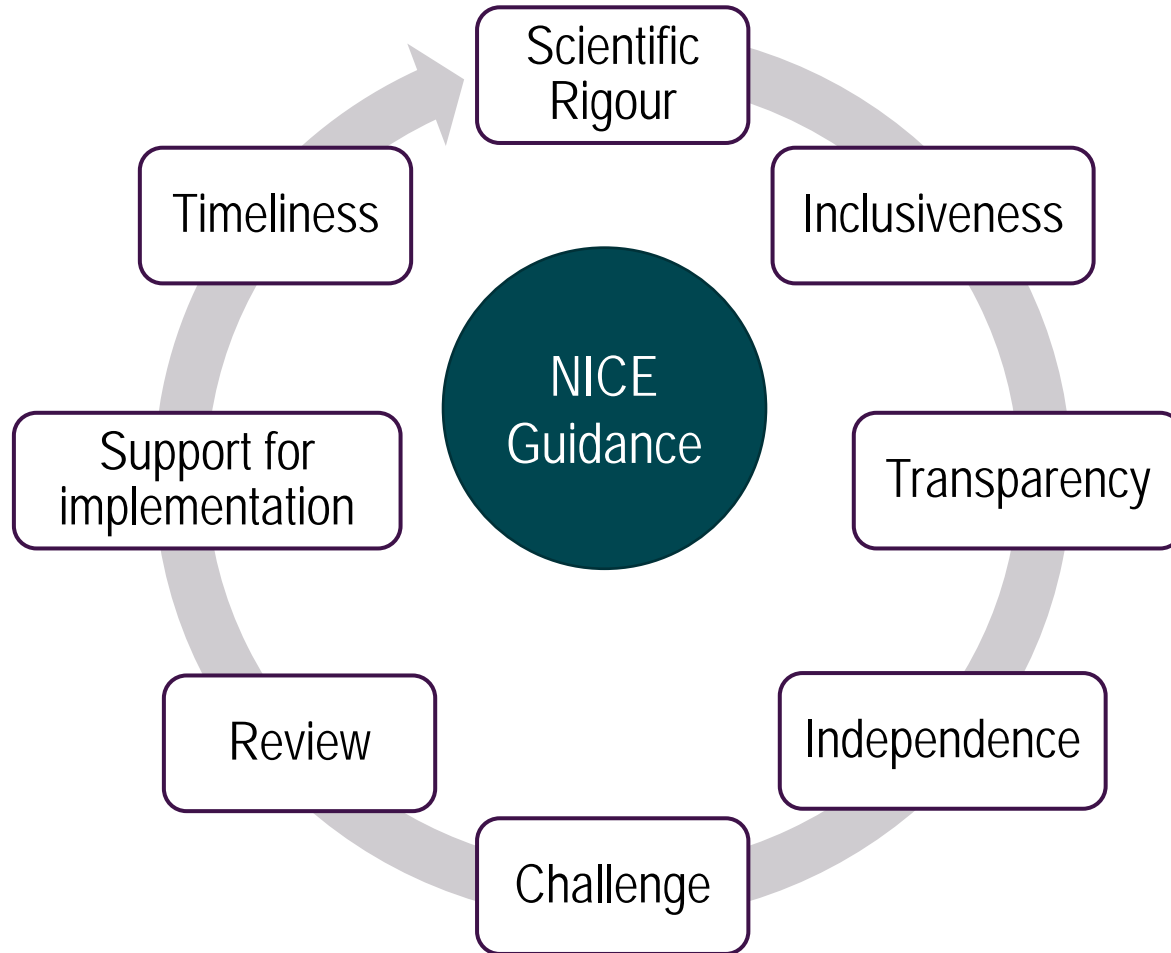 Scientific
Rigour
Inclusiveness
Transparency
Independence
Challenge
Review
Support for
implementation
Timeliness
NICE
Guidance